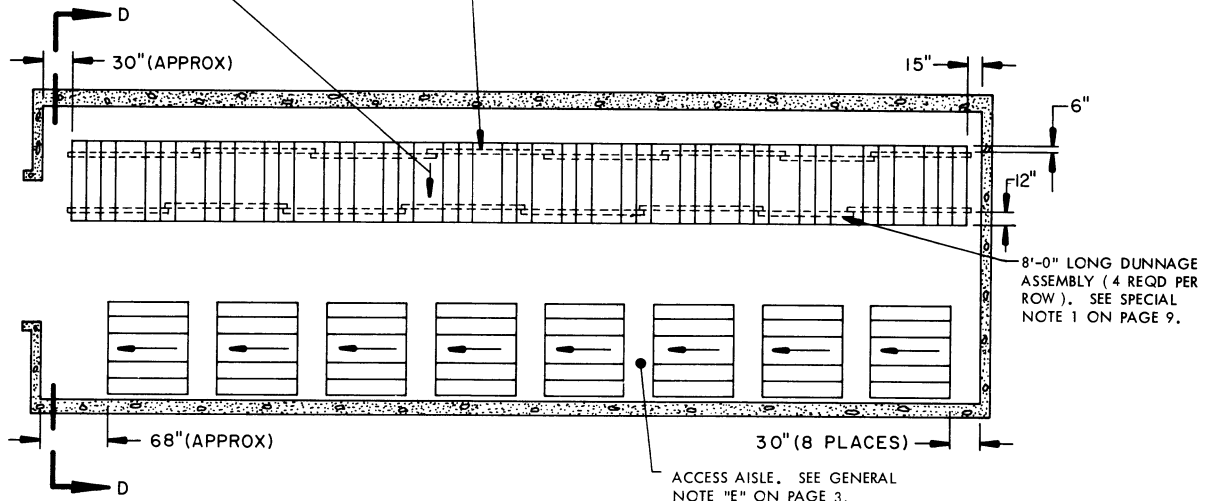 D
30"(APPROX)
15"
6"
12"
8'-0" LONG DUNNAGE
ASSEMBLY (4 REQD PER
ROW). SEE SPECIAL
NOTE 1 ON PAGE 9.
68"(APPROX)
30"(8 PLACES)
D
ACCESS AISLE. SEE GENERAL
NOTE "E" ON PAGE 3.